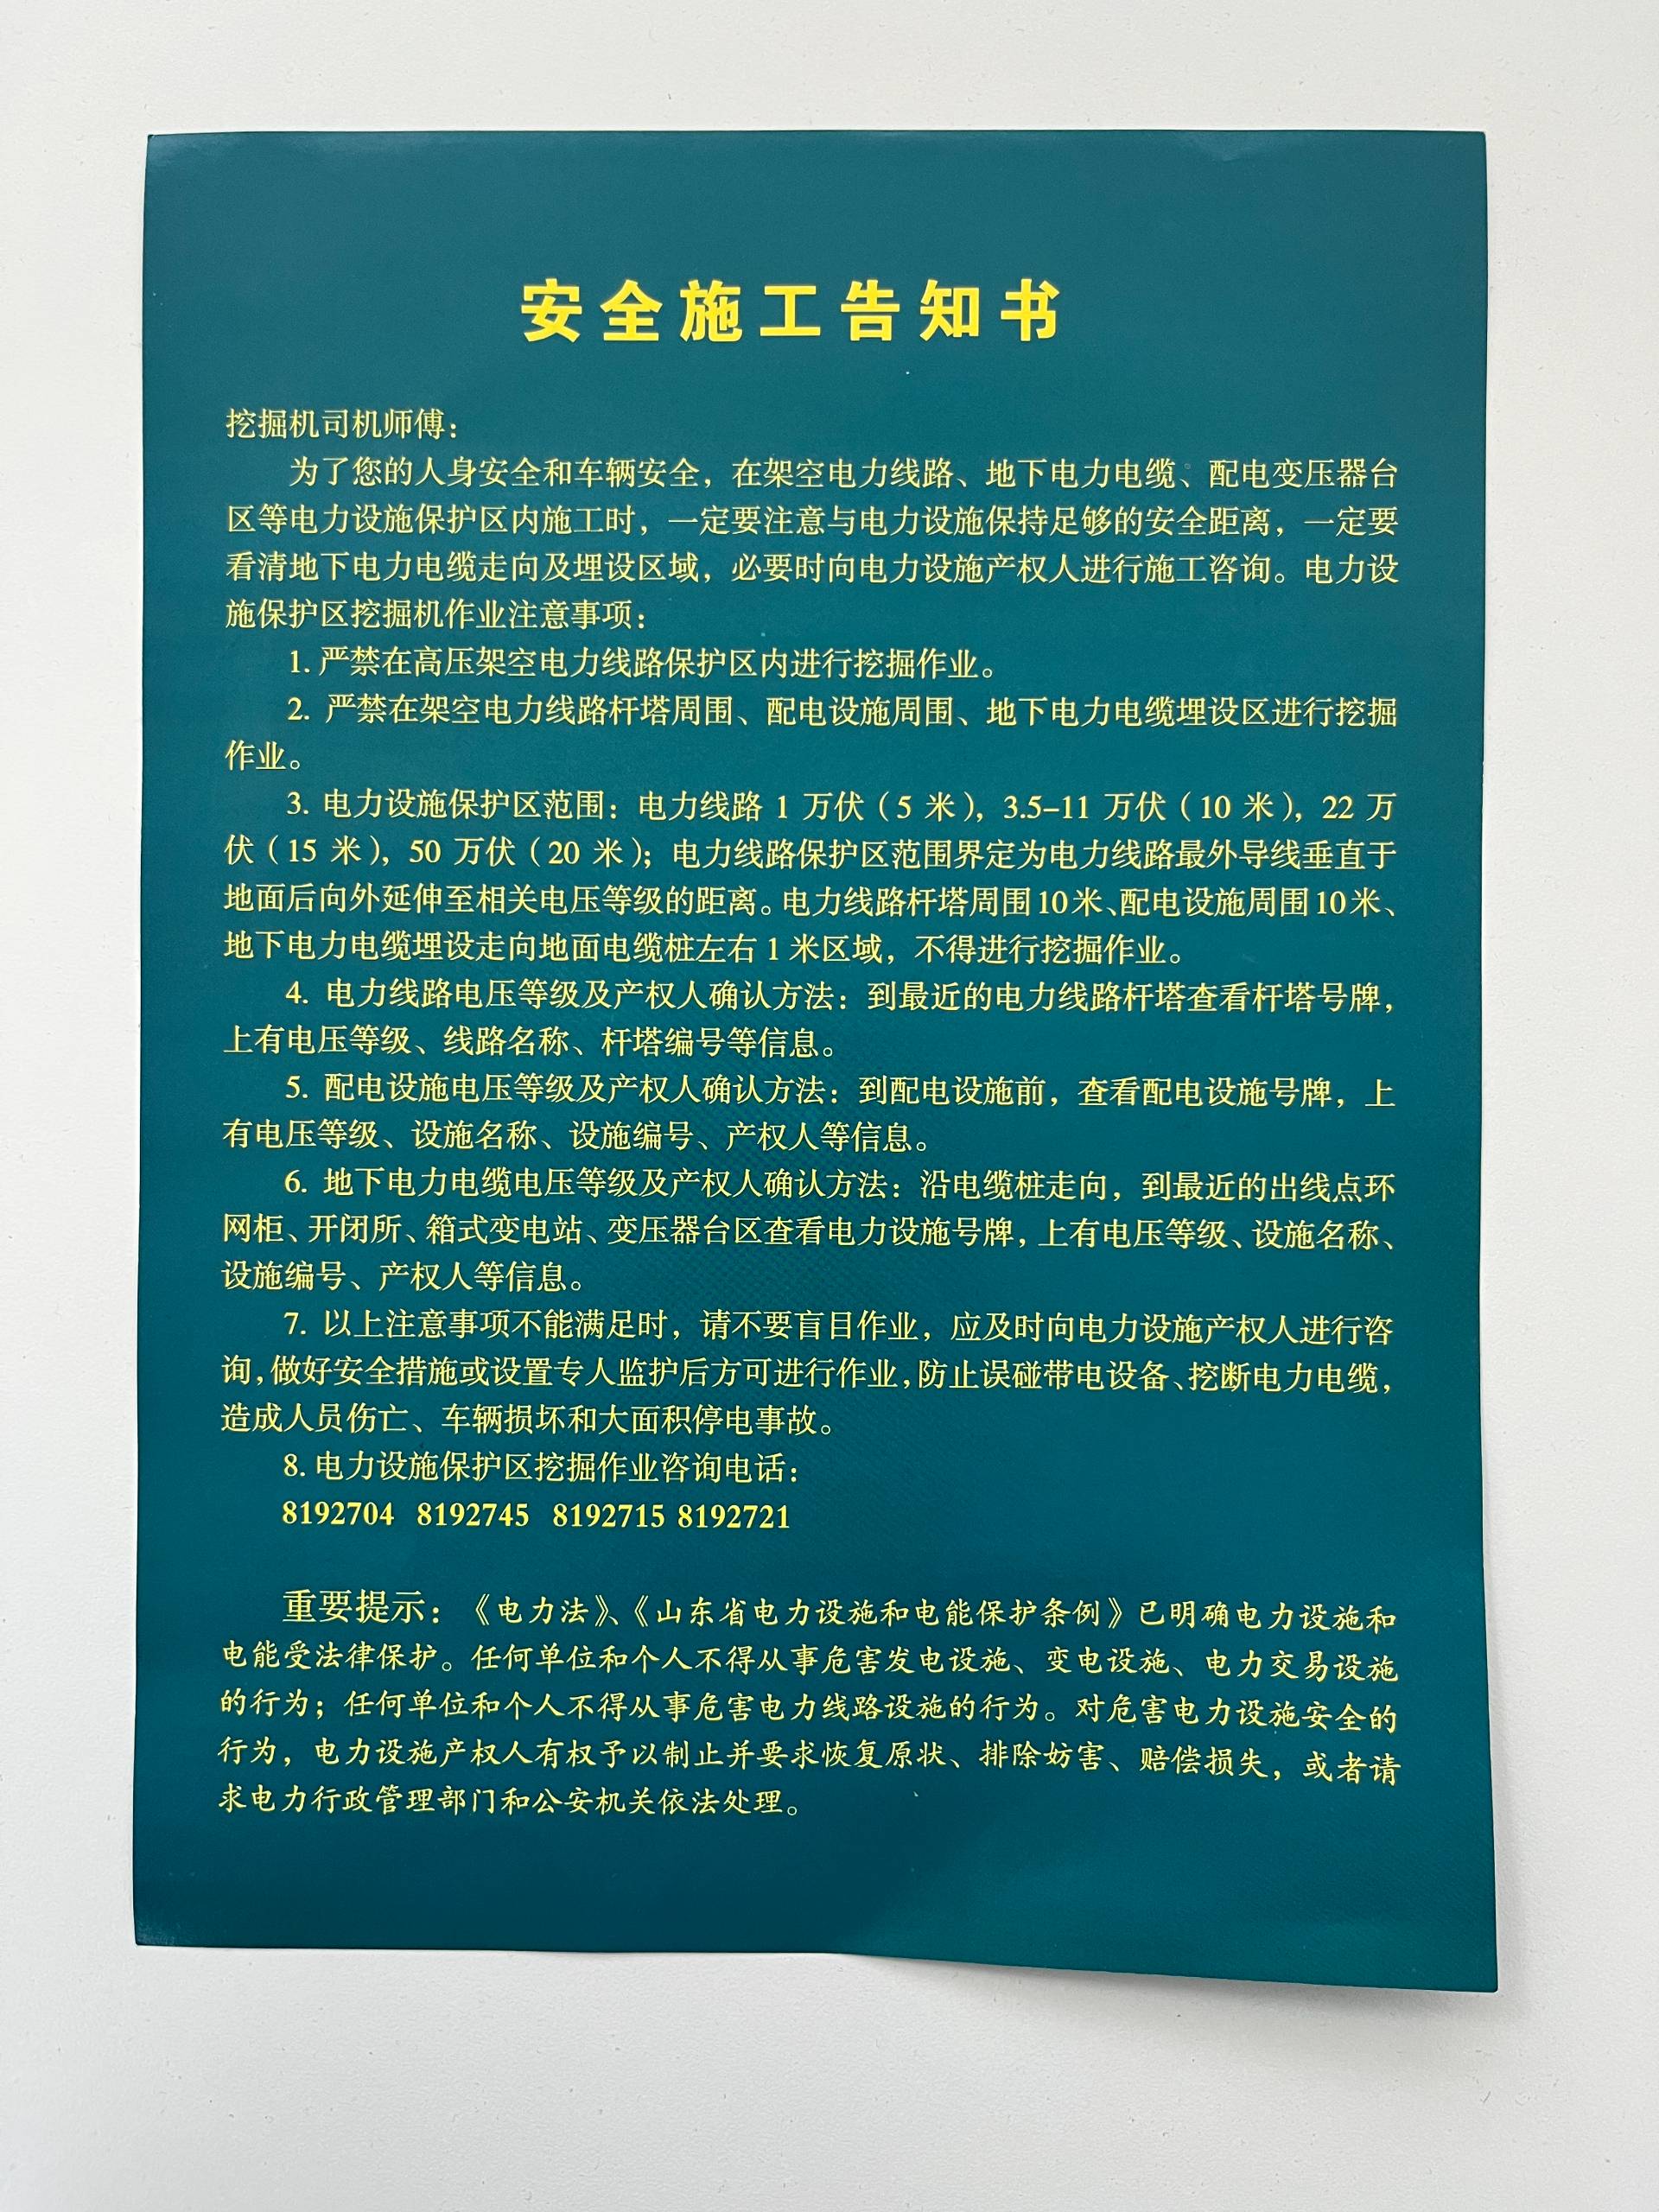 安全施工告知书
挖掘机司机师傅：
为了您的人身安全和车辆安全，在架空电力线路、地下电力电缆、配电变压器台
区等电力设施保护区内施工时，一定要注意与电力设施保持足够的安全距离，一定要
看清地下电力电缆走向及埋设区域，必要时向电力设施产权人进行施工咨询。电力设
施保护区挖掘机作业注意事项：
1. 严禁在高压架空电力线路保护区内进行挖掘作业。
2. 严禁在架空电力线路杆塔周围、配电设施周围、地下电力电缆埋设区进行挖掘
作业。
3. 电力设施保护区范围：电力线路 1 万伏（5 米），3.5–11 万伏（10 米），22 万
伏（15 米），50 万伏（20 米）；电力线路保护区范围界定为电力线路最外导线垂直于
地面后向外延伸至相关电压等级的距离。电力线路杆塔周围10米、配电设施周围10米、
地下电力电缆埋设走向地面电缆桩左右 1 米区域，不得进行挖掘作业。
4. 电力线路电压等级及产权人确认方法：到最近的电力线路杆塔查看杆塔号牌，
上有电压等级、线路名称、杆塔编号等信息。
5. 配电设施电压等级及产权人确认方法：到配电设施前，查看配电设施号牌，上
有电压等级、设施名称、设施编号、产权人等信息。
6. 地下电力电缆电压等级及产权人确认方法：沿电缆桩走向，到最近的出线点环
网柜、开闭所、箱式变电站、变压器台区查看电力设施号牌，上有电压等级、设施名称、
设施编号、产权人等信息。
7. 以上注意事项不能满足时，请不要盲目作业，应及时向电力设施产权人进行咨
询，做好安全措施或设置专人监护后方可进行作业，防止误碰带电设备、挖断电力电缆，
造成人员伤亡、车辆损坏和大面积停电事故。
8. 电力设施保护区挖掘作业咨询电话：
8192704 8192745 8192715 8192721
重要提示：《电力法》、《山东省电力设施和电能保护条例》已明确电力设施和
电能受法律保护。任何单位和个人不得从事危害发电设施、变电设施、电力交易设施
的行为；任何单位和个人不得从事危害电力线路设施的行为。对危害电力设施安全的
行为，电力设施产权人有权予以制止并要求恢复原状、排除妨害、赔偿损失，或者请
求电力行政管理部门和公安机关依法处理。